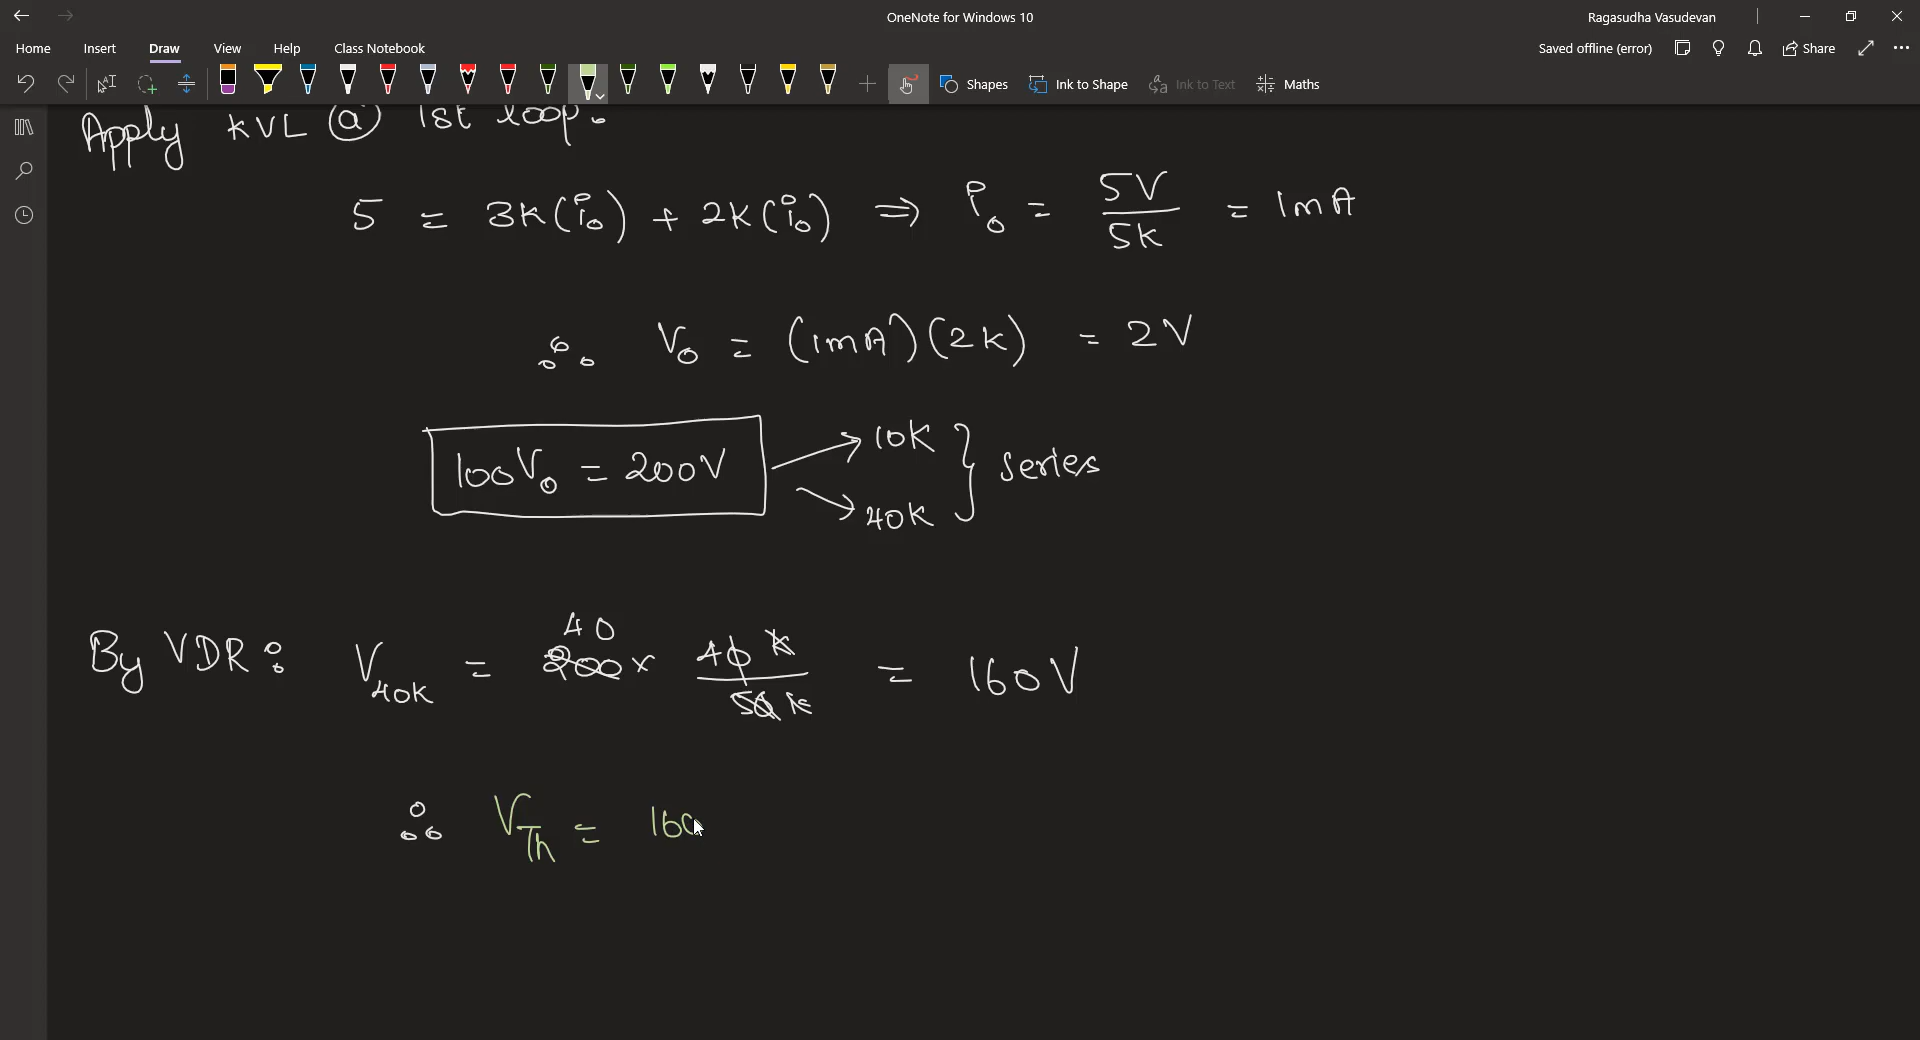 OneNote for Windows 10
Ragasudha Vasudevan
Home Insert Draw View Help Class Notebook
Saved offline (error) Share
Shapes Ink to Shape Ink to Text Maths
Apply KVL @ 1st loop:
5 = 3K(i₀) + 2K(i₀) ⇒ i₀ = 5V/5K = 1mA
∴ V₀ = (1mA)(2K) = 2V
100V₀ = 200V → 10K → 40K } series
By VDR: V40K = 200 40 x 40K/50K = 160V
∴ VTh = 160